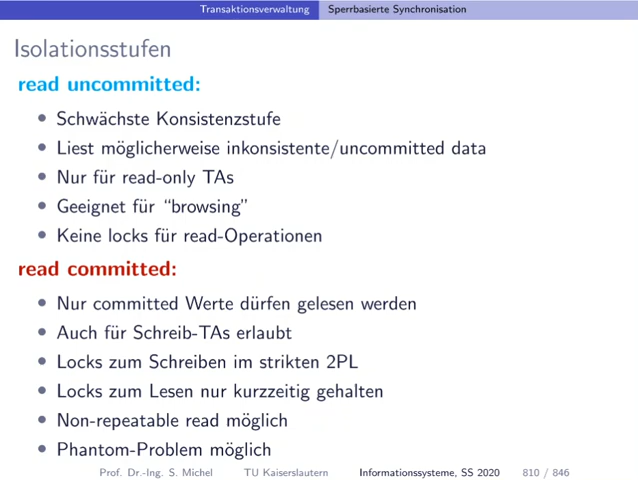 Transaktionsverwaltung Sperrbasierte Synchronisation
Isolationsstufen
read uncommitted:
• Schwächste Konsistenzstufe
• Liest möglicherweise inkonsistente/uncommitted data
• Nur für read-only TAs
• Geeignet für “browsing”
• Keine locks für read-Operationen
read committed:
• Nur committed Werte dürfen gelesen werden
• Auch für Schreib-TAs erlaubt
• Locks zum Schreiben im strikten 2PL
• Locks zum Lesen nur kurzzeitig gehalten
• Non-repeatable read möglich
• Phantom-Problem möglich
Prof. Dr.-Ing. S. Michel TU Kaiserslautern Informationssysteme, SS 2020 810 / 846